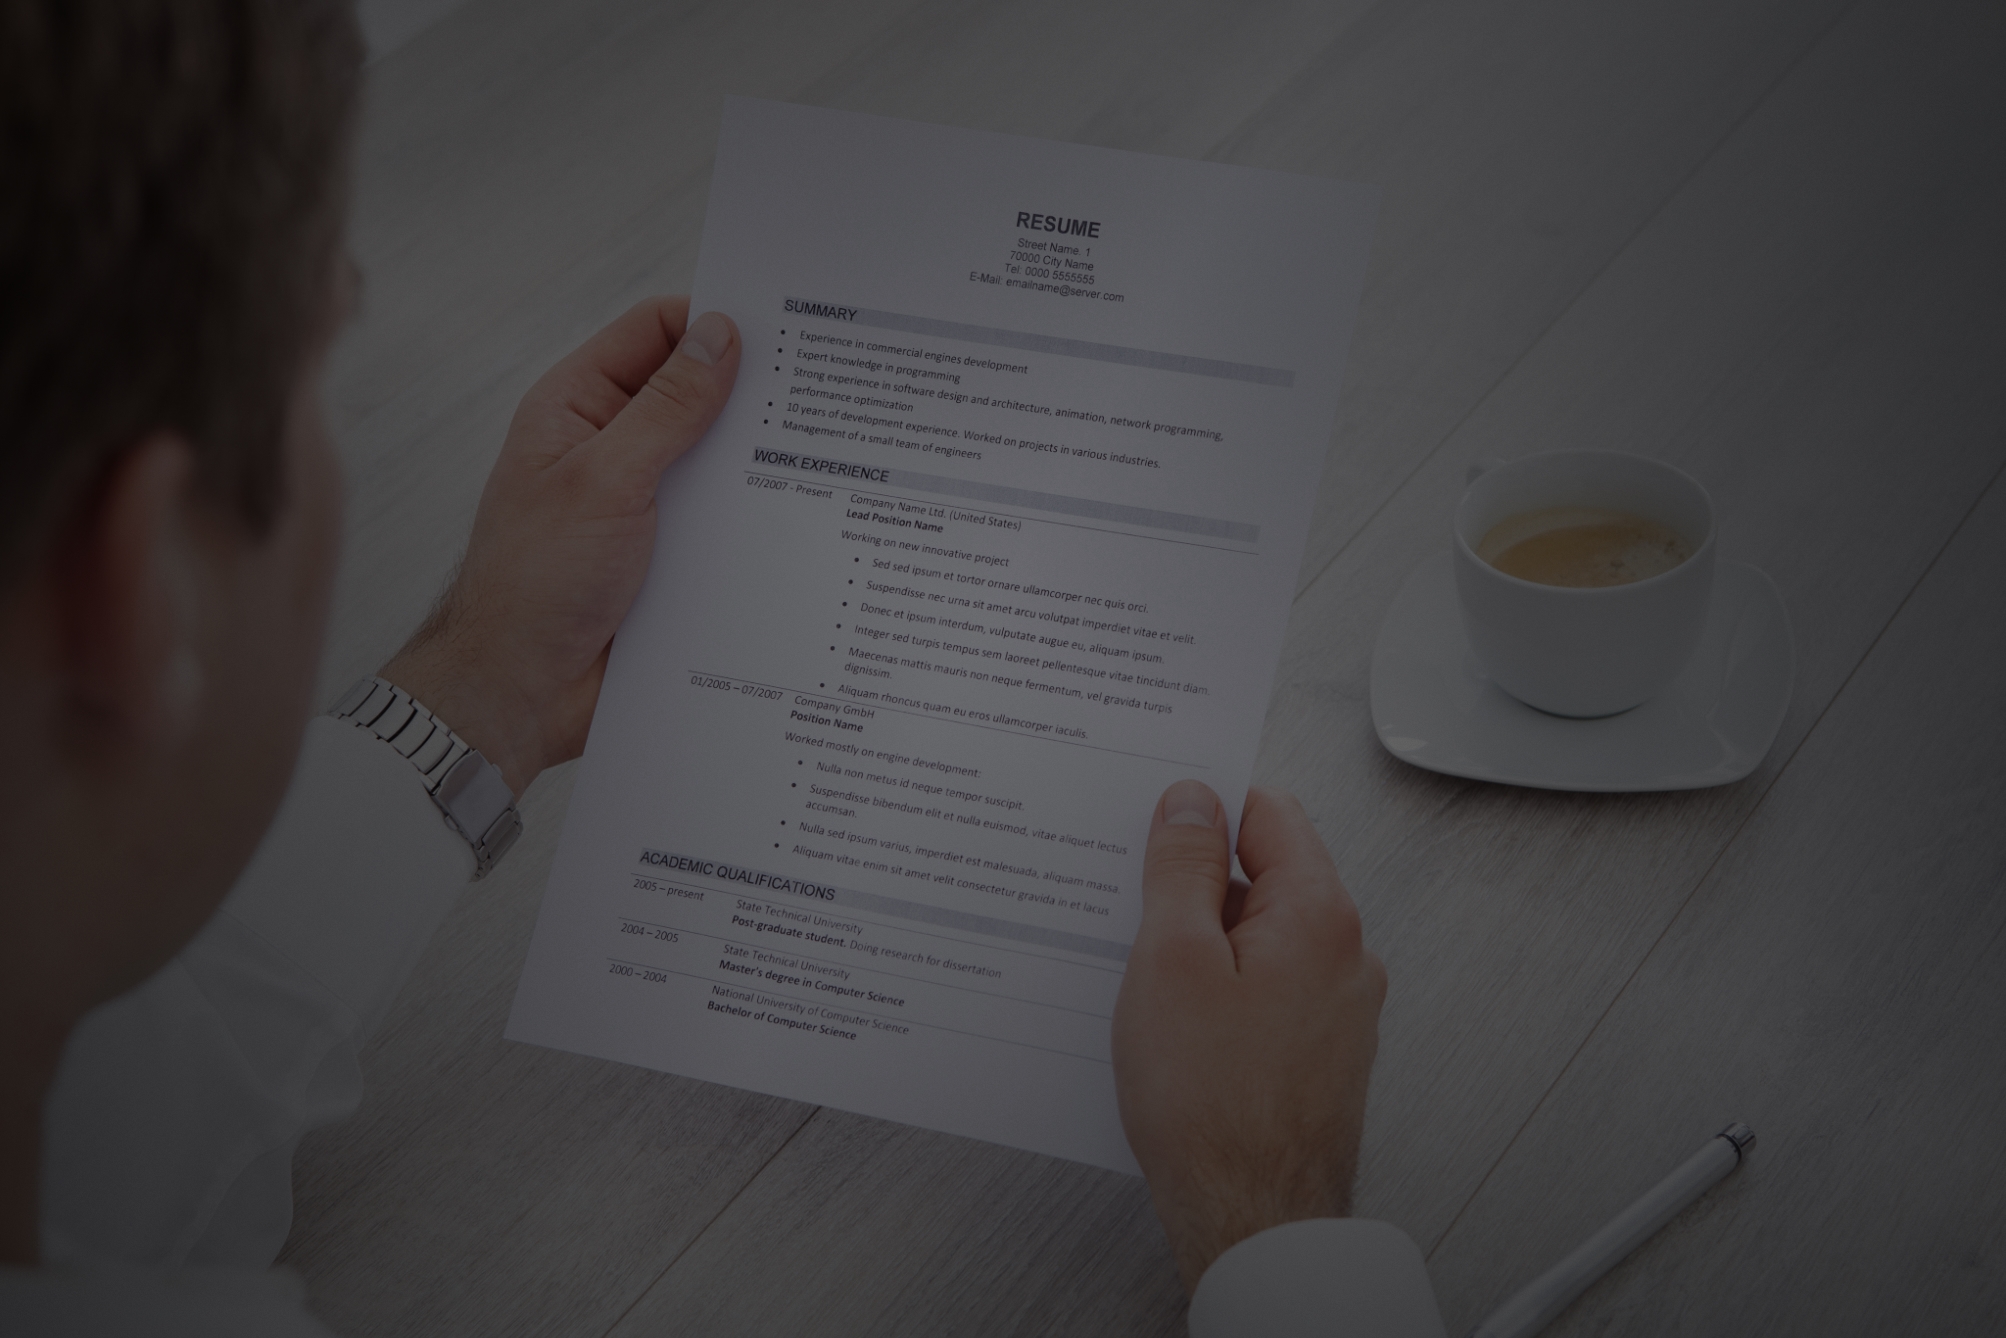 RESUME
Street Name. 1
70000 City Name
Tel: 0000 5555555
E-Mail: emailname@server.com
SUMMARY
• Experience in commercial engines development
• Expert knowledge in programming
• Strong experience in software design and architecture, animation, network programming,
performance optimization
• 10 years of development experience. Worked on projects in various industries.
• Management of a small team of engineers
WORK EXPERIENCE
07/2007 - Present Company Name Ltd. (United States)
Lead Position Name
Working on new innovative project
• Sed sed ipsum et tortor ornare ullamcorper nec quis orci.
• Suspendisse nec urna sit amet arcu volutpat imperdiet vitae et velit.
• Donec et ipsum interdum, vulputate augue eu, aliquam ipsum.
• Integer sed turpis tempus sem laoreet pellentesque vitae tincidunt diam.
• Maecenas mattis mauris non neque fermentum, vel gravida turpis
dignissim.
• Aliquam rhoncus quam eu eros ullamcorper iaculis.
01/2005 – 07/2007 Company GmbH
Position Name
Worked mostly on engine development:
• Nulla non metus id neque tempor suscipit.
• Suspendisse bibendum elit et nulla euismod, vitae aliquet lectus
accumsan.
• Nulla sed ipsum varius, imperdiet est malesuada, aliquam massa.
• Aliquam vitae enim sit amet velit consectetur gravida in et lacus
ACADEMIC QUALIFICATIONS
2005 – present State Technical University
Post-graduate student. Doing research for dissertation
2004 – 2005 State Technical University
Master's degree in Computer Science
2000 – 2004 National University of Computer Science
Bachelor of Computer Science